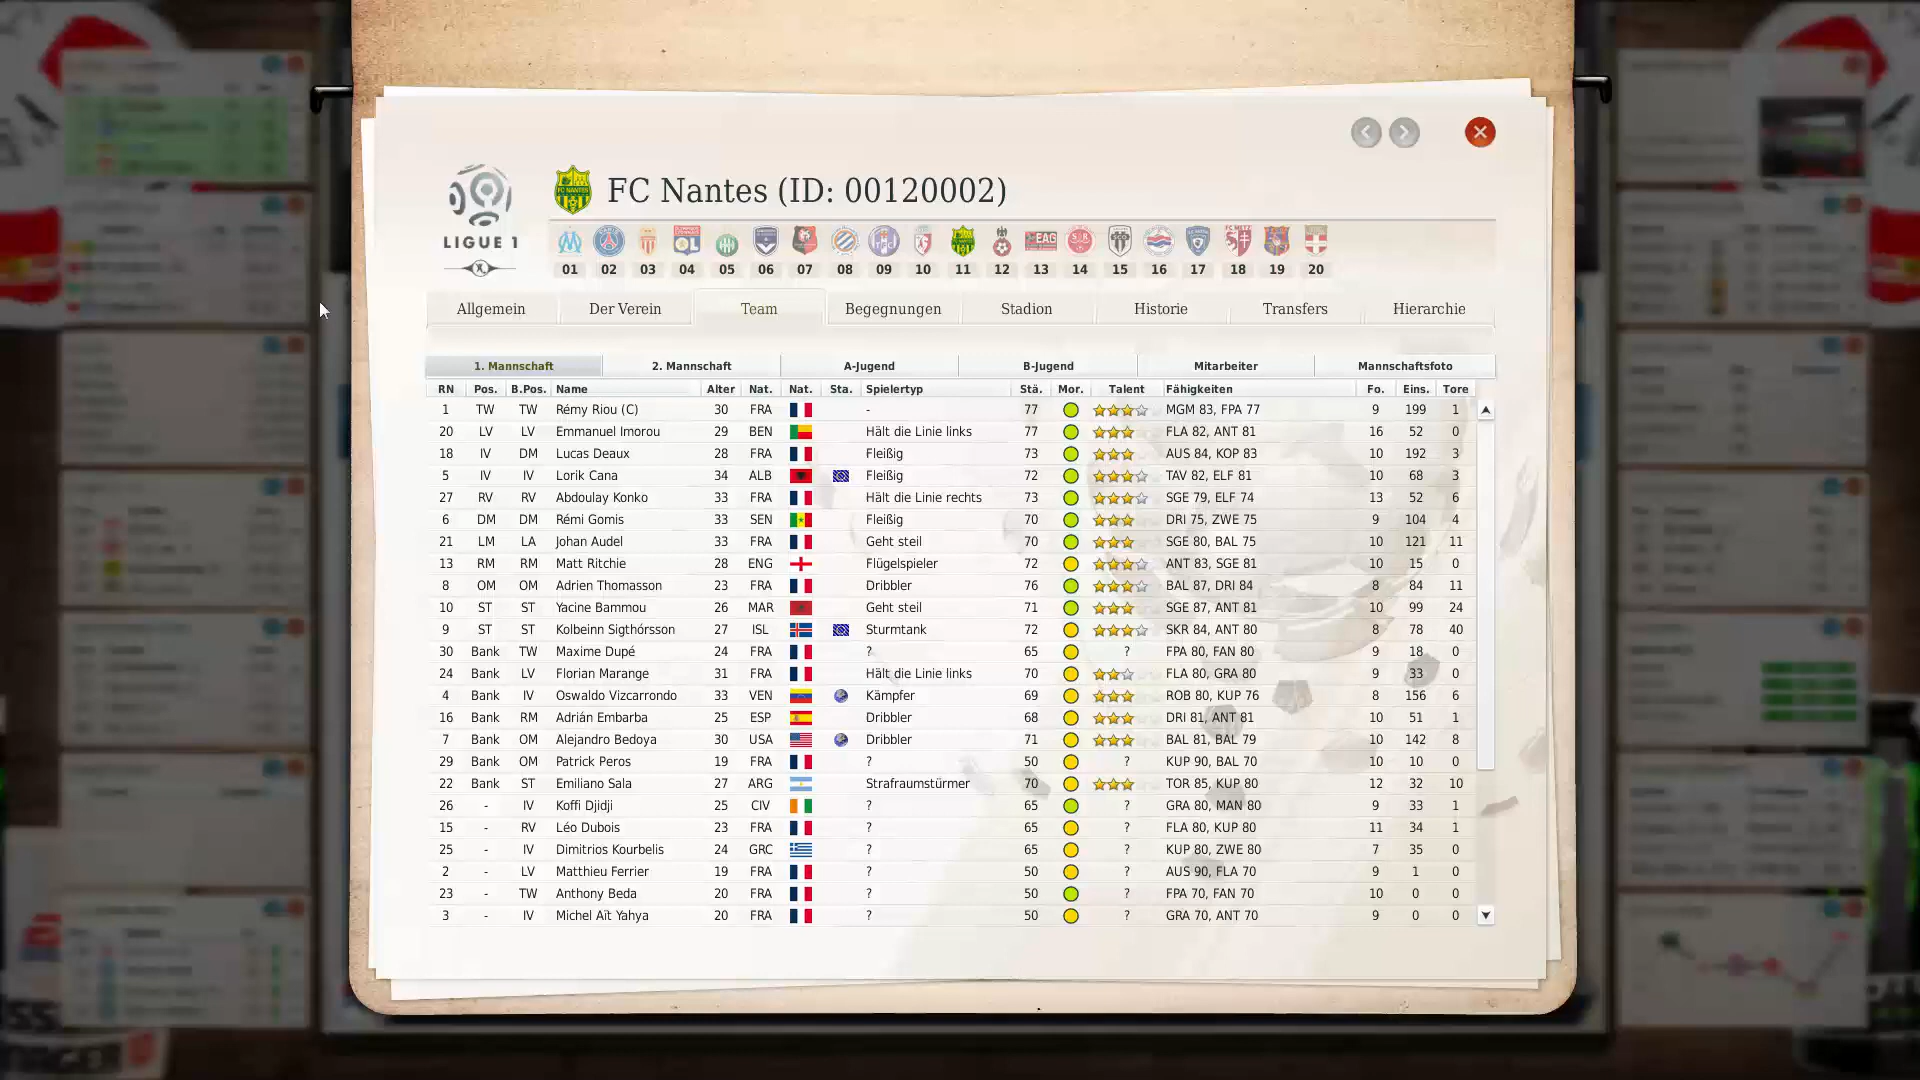 FC Nantes (ID: 00120002)
LIGUE 1
01 02 03 04 05 06 07 08 09 10 11 12 13 14 15 16 17 18 19 20
Allgemein Der Verein Team Begegnungen Stadion Historie Transfers Hierarchie
1. Mannschaft 2. Mannschaft A-Jugend B-Jugend Mitarbeiter Mannschaftsfoto
RN Pos. B.Pos. Name Alter Nat. Nat. Sta. Spielertyp Stä. Mor. Talent Fähigkeiten Fo. Eins. Tore
1 TW TW Rémy Riou (C) 30 FRA - 77 MGM 83, FPA 77 9 199 1
20 LV LV Emmanuel Imorou 29 BEN Hält die Linie links 77 FLA 82, ANT 81 16 52 0
18 IV DM Lucas Deaux 28 FRA Fleißig 73 AUS 84, KOP 83 10 192 3
5 IV IV Lorik Cana 34 ALB Fleißig 72 TAV 82, ELF 81 10 68 3
27 RV RV Abdoulay Konko 33 FRA Hält die Linie rechts 73 SGE 79, ELF 74 13 52 6
6 DM DM Rémi Gomis 33 SEN Fleißig 70 DRI 75, ZWE 75 9 104 4
21 LM LA Johan Audel 33 FRA Geht steil 70 SGE 80, BAL 75 10 121 11
13 RM RM Matt Ritchie 28 ENG Flügelspieler 72 ANT 83, SGE 81 10 15 0
8 OM OM Adrien Thomasson 23 FRA Dribbler 76 BAL 87, DRI 84 8 84 11
10 ST ST Yacine Bammou 26 MAR Geht steil 71 SGE 87, ANT 81 10 99 24
9 ST ST Kolbeinn Sigthórsson 27 ISL Sturmtank 72 SKR 84, ANT 80 8 78 40
30 Bank TW Maxime Dupé 24 FRA ? 65 ? FPA 80, FAN 80 9 18 0
24 Bank LV Florian Marange 31 FRA Hält die Linie links 70 FLA 80, GRA 80 9 33 0
4 Bank IV Oswaldo Vizcarrondo 33 VEN Kämpfer 69 ROB 80, KUP 76 8 156 6
16 Bank RM Adrián Embarba 25 ESP Dribbler 68 DRI 81, ANT 81 10 51 1
7 Bank OM Alejandro Bedoya 30 USA Dribbler 71 BAL 81, BAL 79 10 142 8
29 Bank OM Patrick Peros 19 FRA ? 50 ? KUP 90, BAL 70 10 10 0
22 Bank ST Emiliano Sala 27 ARG Strafraumstürmer 70 TOR 85, KUP 80 12 32 10
26 - IV Koffi Djidji 25 CIV ? 65 ? GRA 80, MAN 80 9 33 1
15 - RV Léo Dubois 23 FRA ? 65 ? FLA 80, KUP 80 11 34 1
25 - IV Dimitrios Kourbelis 24 GRC ? 65 ? KUP 80, ZWE 80 7 35 0
2 - LV Matthieu Ferrier 19 FRA ? 50 ? AUS 90, FLA 70 9 1 0
23 - TW Anthony Beda 20 FRA ? 50 ? FPA 70, FAN 70 10 0 0
3 - IV Michel Aït Yahya 20 FRA ? 50 ? GRA 70, ANT 70 9 0 0